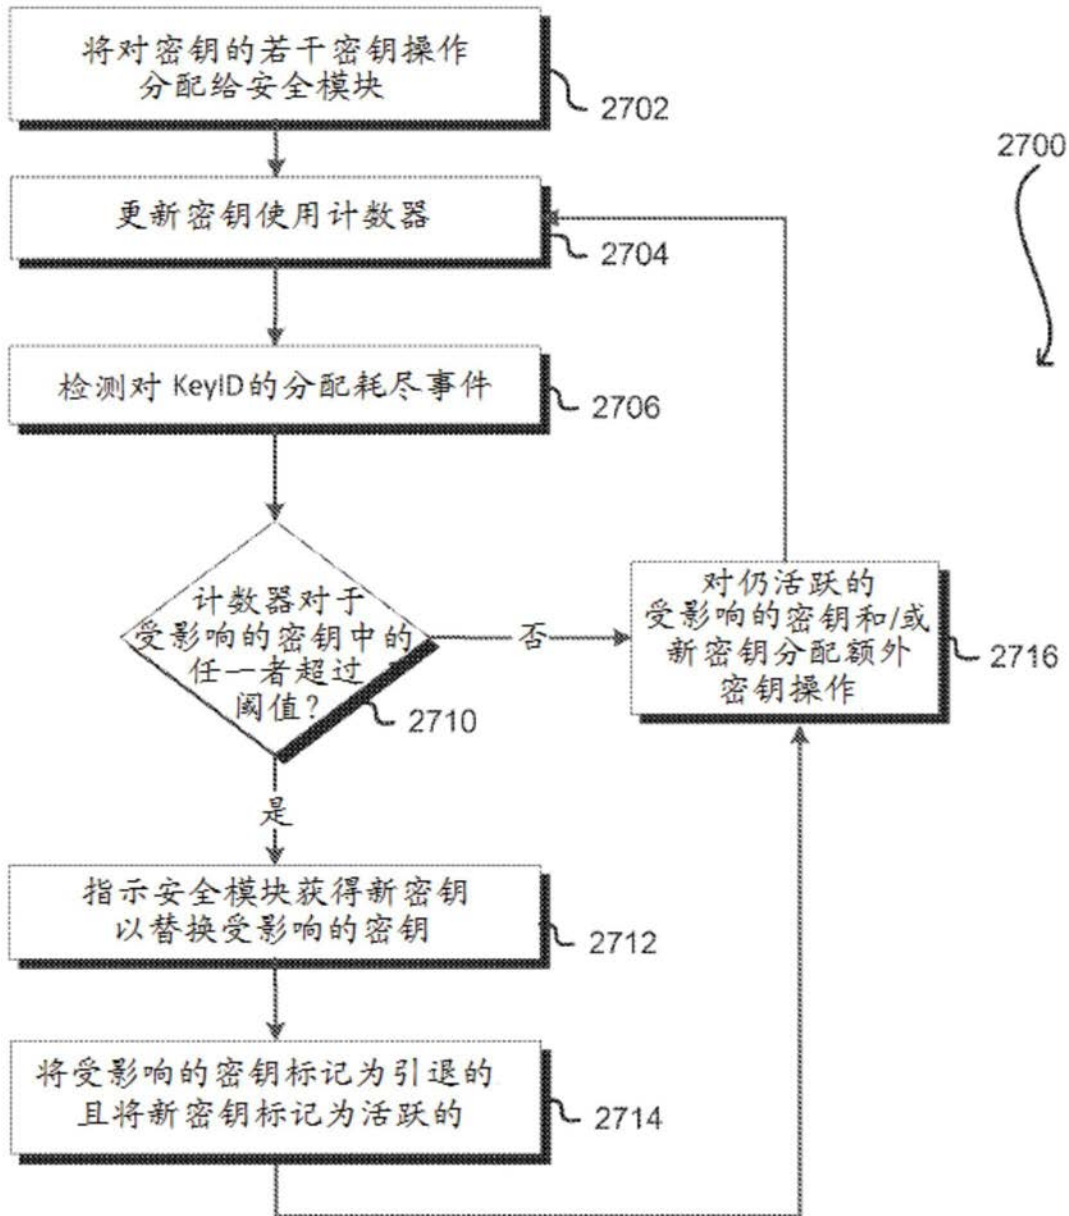 将对密钥的若干密钥操作
分配给安全模块
2702
2700
更新密钥使用计数器
2704
检测对 KeyID的分配耗尽事件
2706
计数器对于
受影响的密钥中的
任一者超过
阈值?
2710
否
对仍活跃的
受影响的密钥和/或
新密钥分配额外
密钥操作
2716
是
指示安全模块获得新密钥
以替换受影响的密钥
2712
将受影响的密钥标记为引退的
且将新密钥标记为活跃的
2714